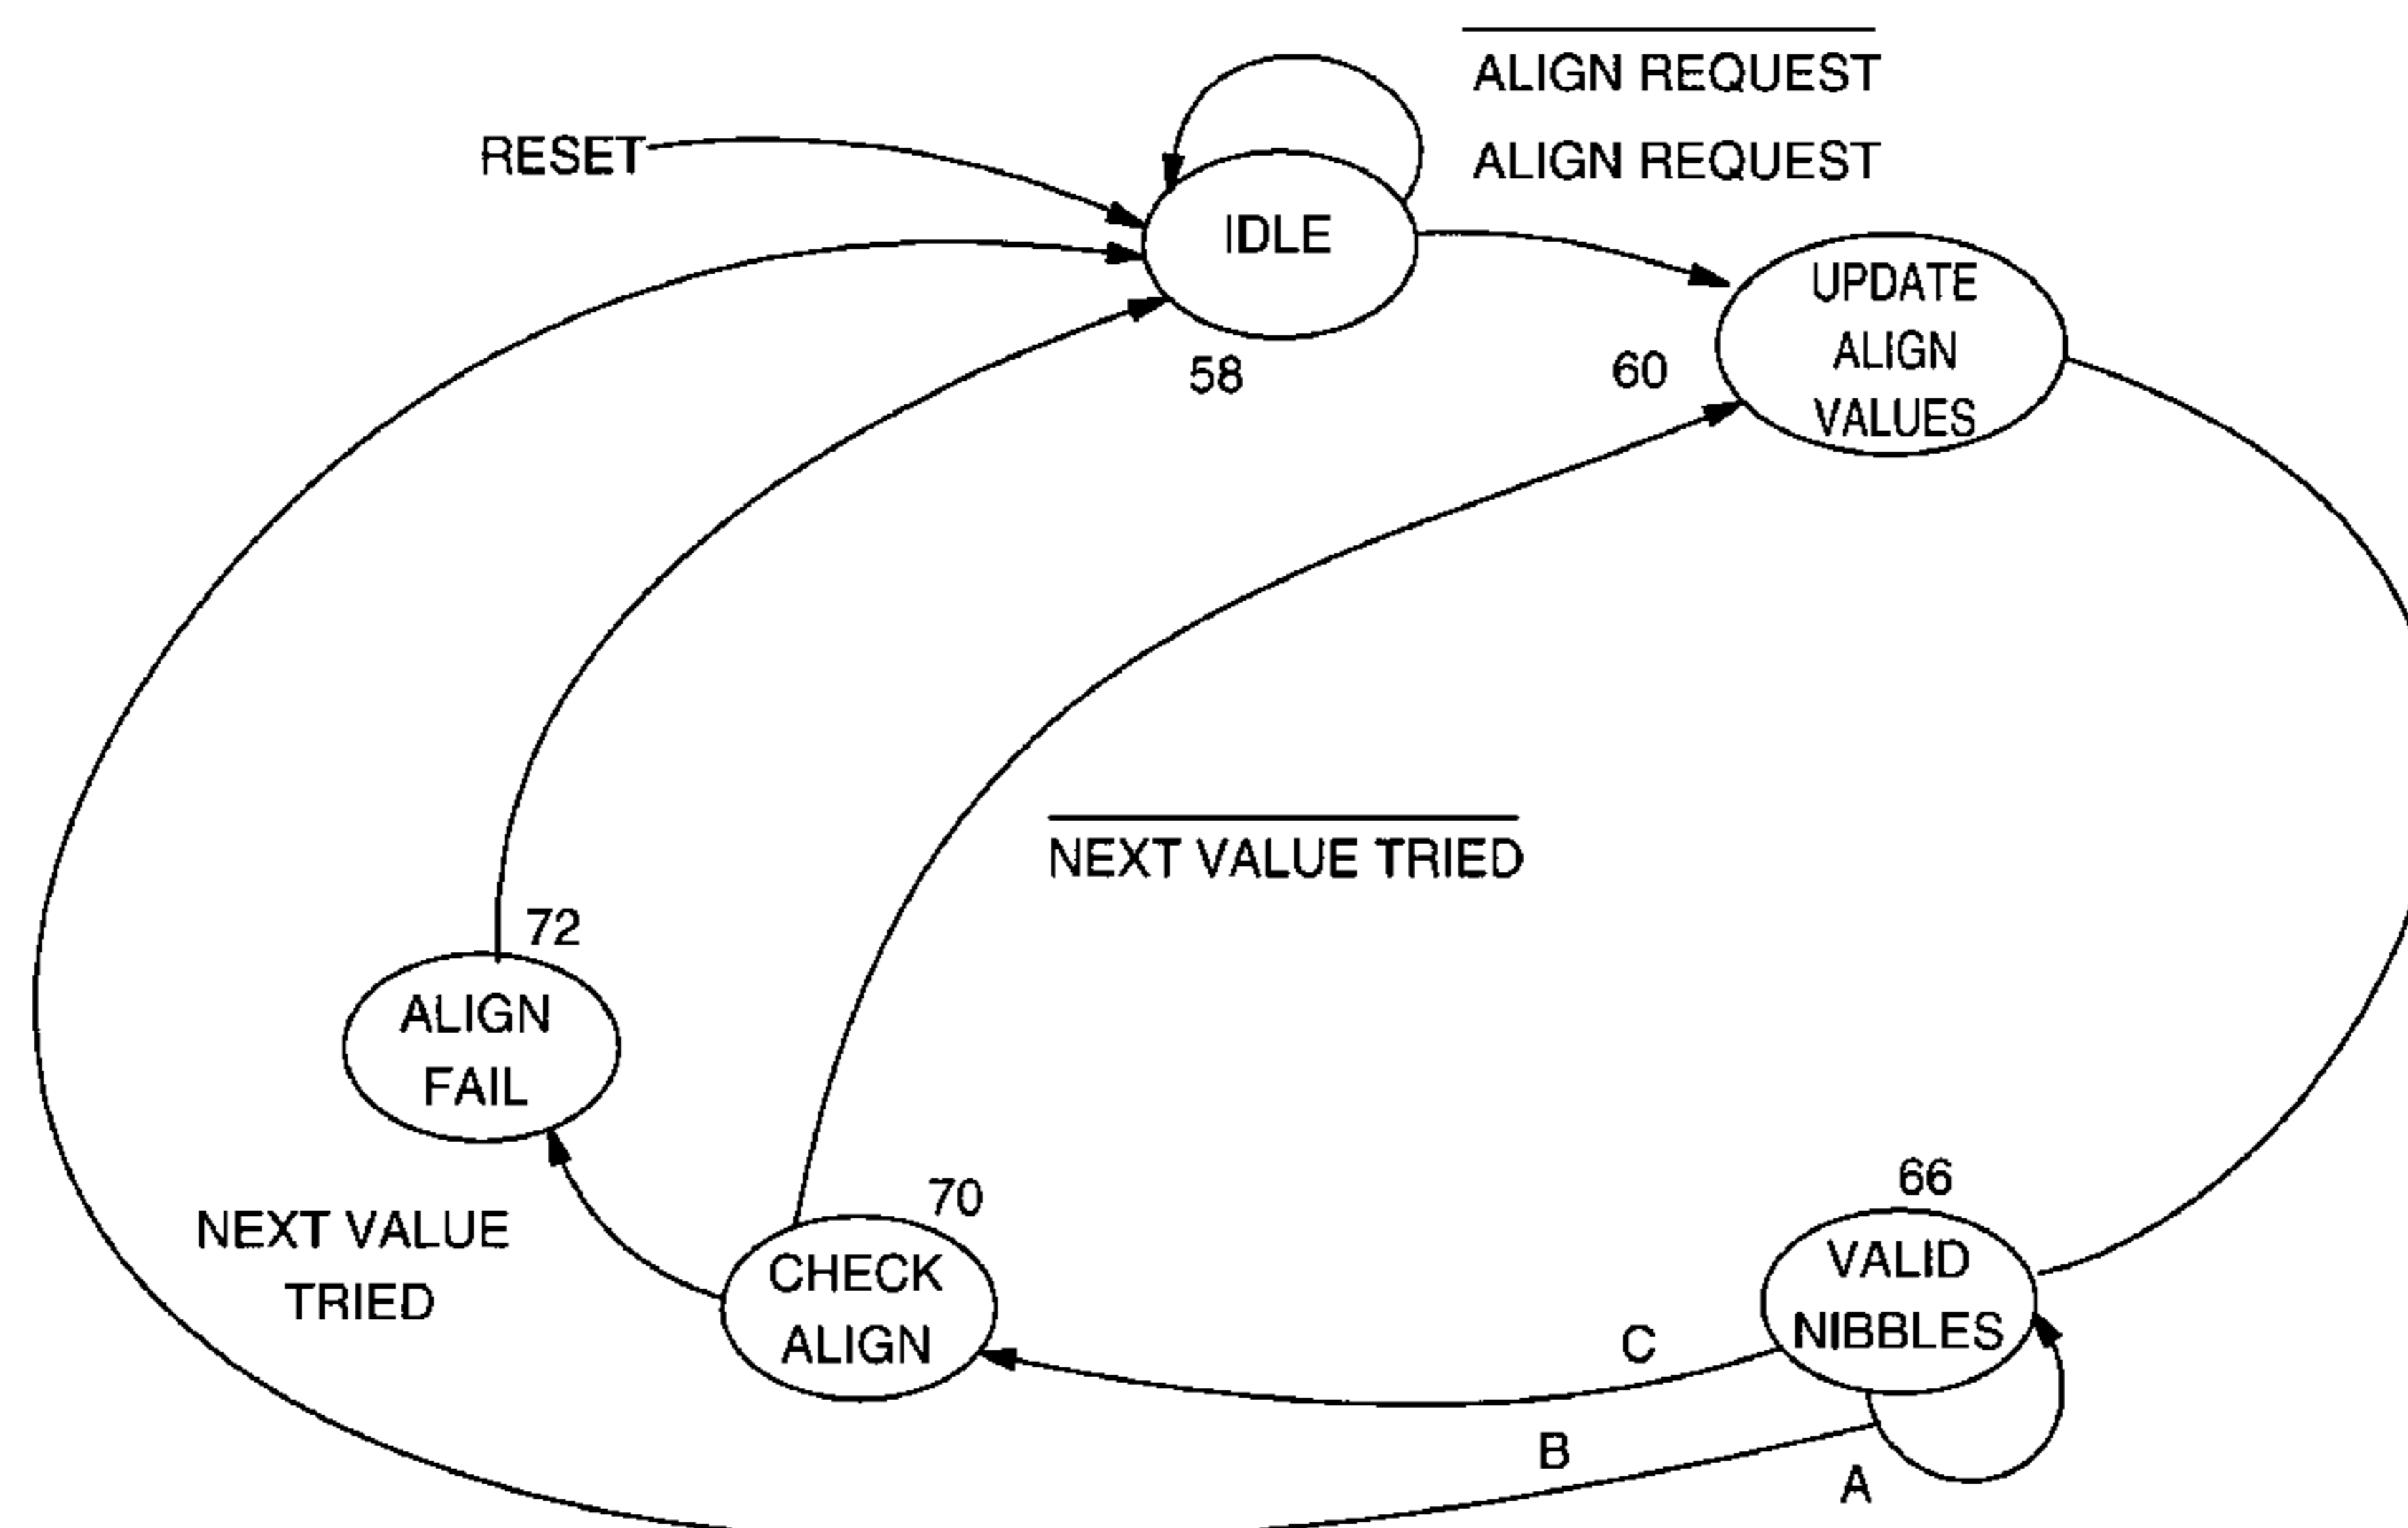 ALIGN REQUEST
RESET
ALIGN REQUEST
IDLE
UPDATE
ALIGN
VALUES
58
60
NEXT VALUE TRIED
72
ALIGN
FAIL
NEXT VALUE
TRIED
70
CHECK
ALIGN
66
VALID
NIBBLES
C
B
A